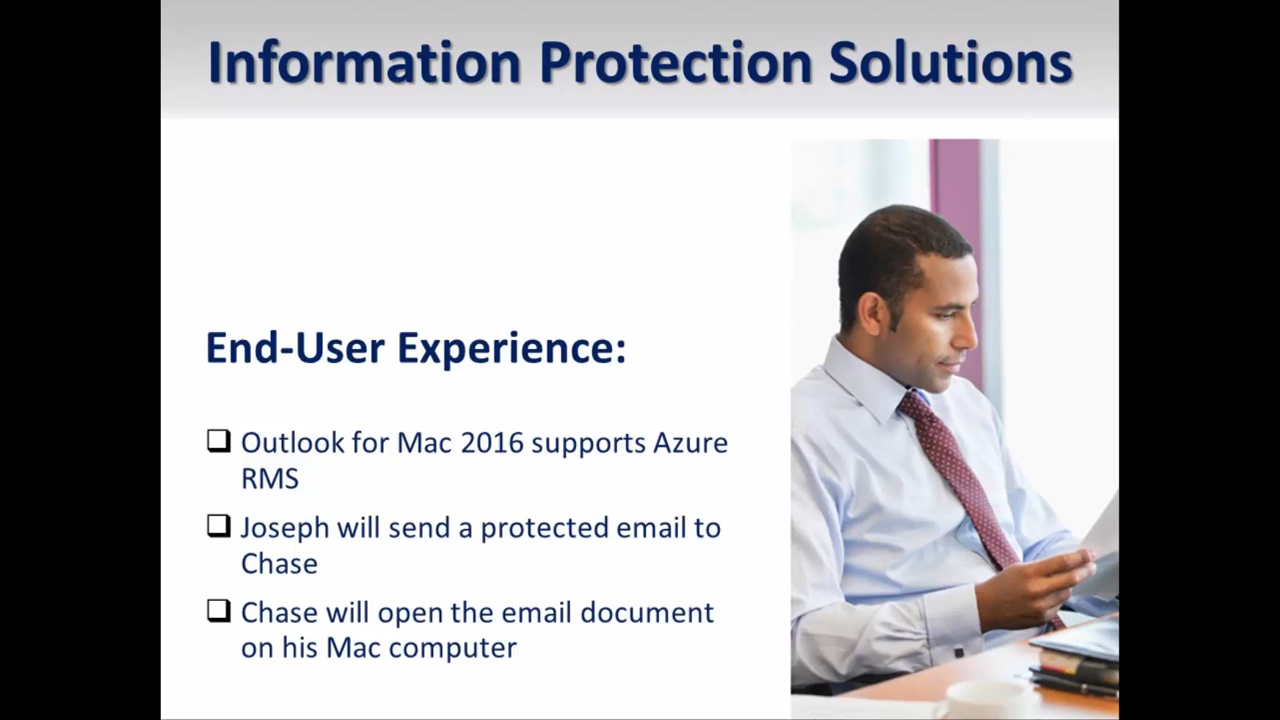 Information Protection Solutions
End-User Experience:
Outlook for Mac 2016 supports Azure
RMS
Joseph will send a protected email to
Chase
Chase will open the email document
on his Mac computer